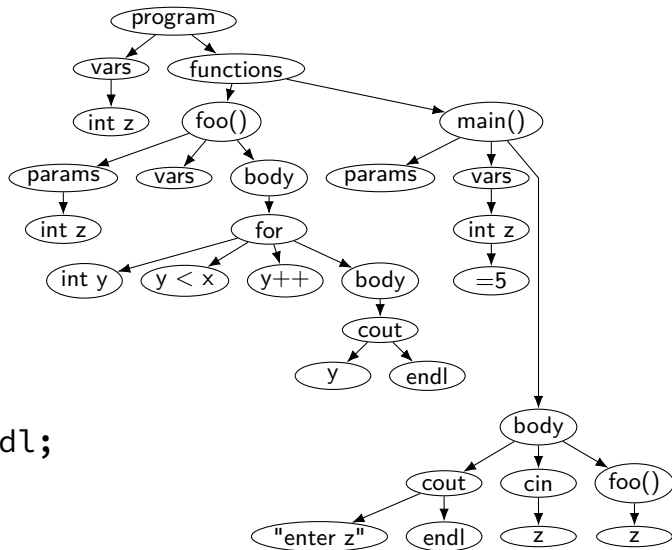 program
vars functions
int z foo() main()
params vars body params vars
int z for int z
int y y < x y++ body =5
cout
y endl
body
dl;
cout cin foo()
"enter z" endl z z